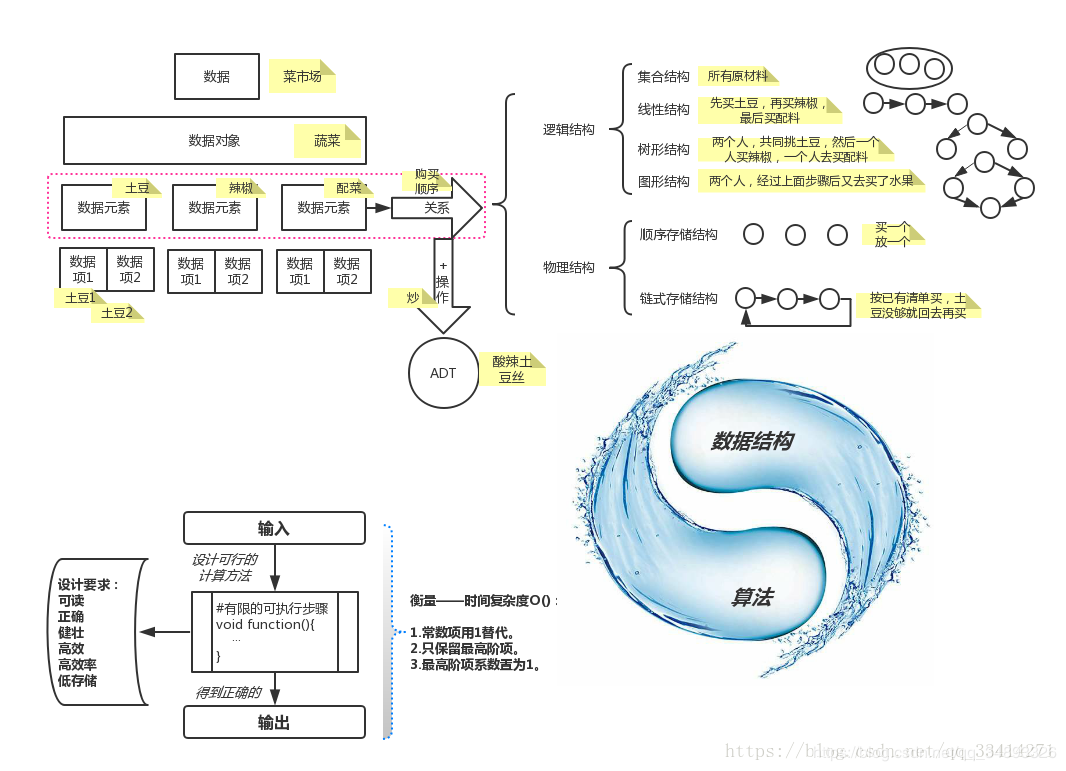 数据
菜市场
数据对象
蔬菜
土豆
数据元素
辣椒
数据元素
配菜
数据元素
购买
顺序
关系
数据
项1
数据
项2
数据
项1
数据
项2
数据
项1
数据
项2
土豆1
土豆2
+
操
作
炒
ADT
酸辣土
豆丝
逻辑结构
集合结构
所有原材料
线性结构
先买土豆，再买辣椒，
最后买配料
树形结构
两个人，共同挑土豆，然后一个
人买辣椒，一个人去买配料
图形结构
两个人，经过上面步骤后又去买了水果
物理结构
顺序存储结构
买一个
放一个
链式存储结构
按已有清单买，土
豆没够就回去再买
数据结构
算法
输入
设计可行的
计算方法
#有限的可执行步骤
void function(){
...
}
得到正确的
输出
设计要求：
可读
正确
健壮
高效
高效率
低存储
衡量——时间复杂度O()：
1.常数项用1替代。
2.只保留最高阶项。
3.最高阶项系数置为1。
https://blog.csdn.net/qq_33414271